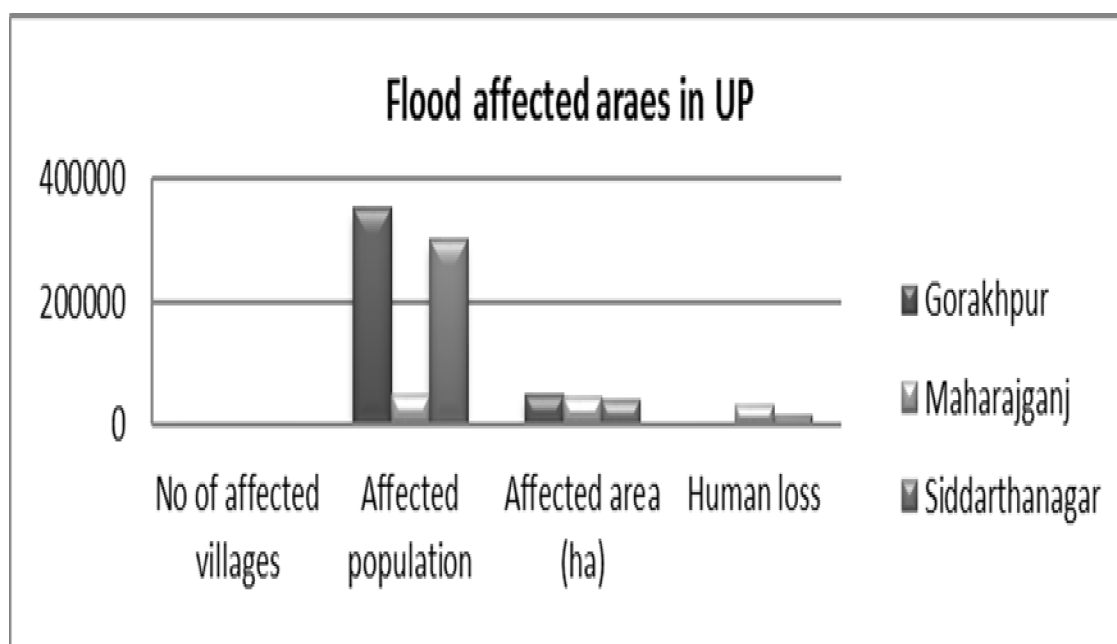 Flood affected araes in UP
400000
200000
0
No of affected
villages
Affected
population
Affected area
(ha)
Human loss
Gorakhpur
Maharajganj
Siddarthanagar